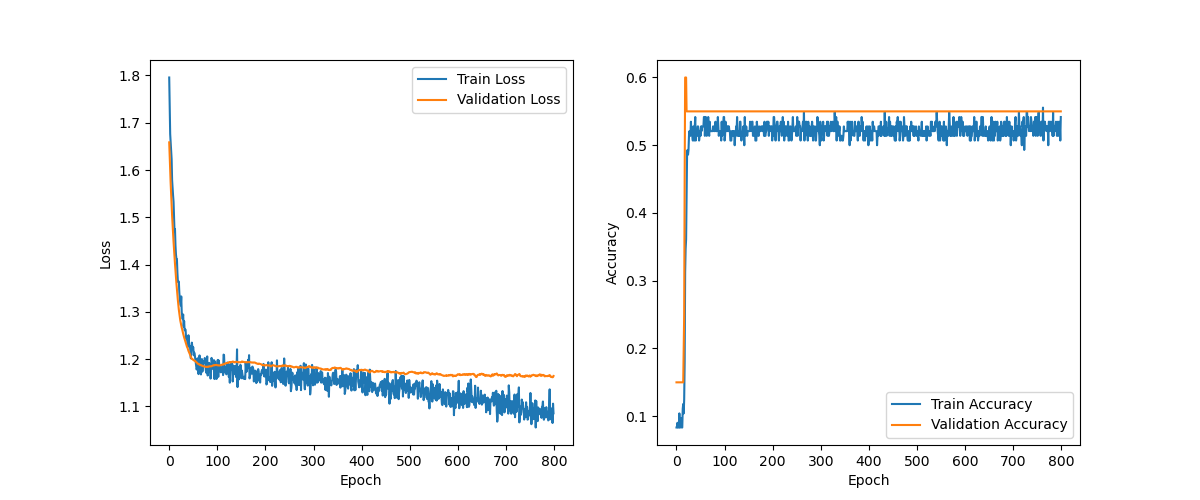 1.8
1.7
1.6
1.5
1.4
1.3
1.2
1.1
Loss
0 100 200 300 400 500 600 700 800
Epoch
Train Loss
Validation Loss
0.6
0.5
0.4
0.3
0.2
0.1
Accuracy
0 100 200 300 400 500 600 700 800
Epoch
Train Accuracy
Validation Accuracy